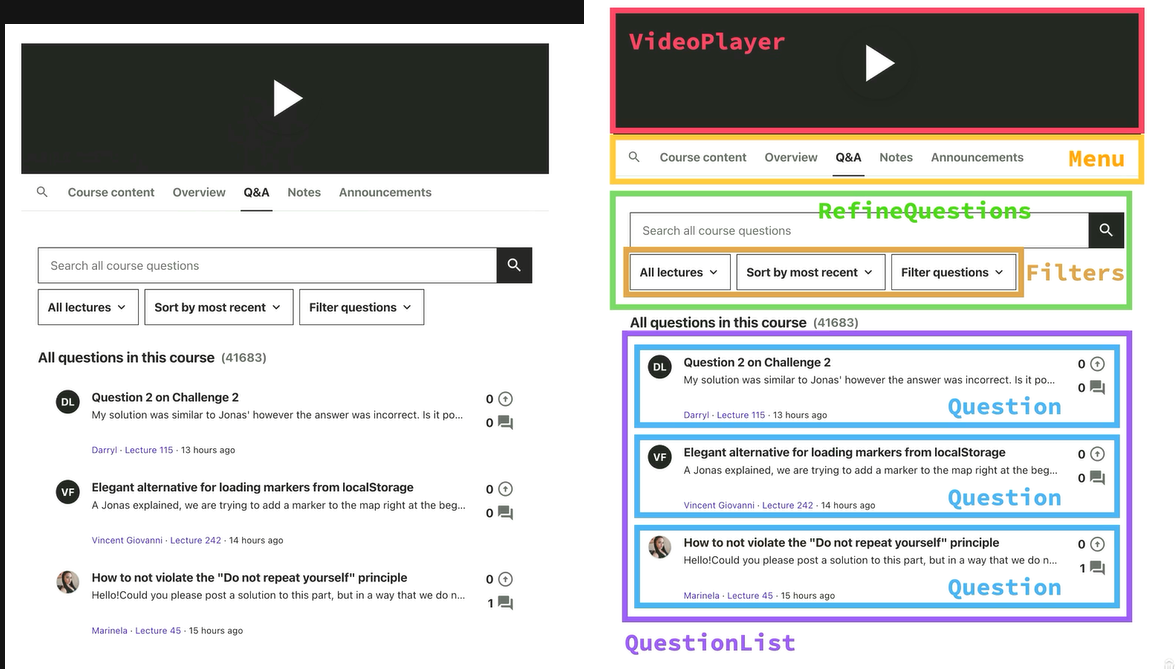 Course content Overview Q&A Notes Announcements
Search all course questions
All lectures Sort by most recent Filter questions
All questions in this course (41683)
DL Question 2 on Challenge 2 0
My solution was similar to Jonas' however the answer was incorrect. Is it po...
0
Darryl · Lecture 115 · 13 hours ago
VF Elegant alternative for loading markers from localStorage 0
A Jonas explained, we are trying to add a marker to the map right at the beg...
0
Vincent Giovanni · Lecture 242 · 14 hours ago
How to not violate the "Do not repeat yourself" principle 0
Hello!Could you please post a solution to this part, but in a way that we do n...
1
Marinela · Lecture 45 · 15 hours ago
VideoPlayer
Course content Overview Q&A Notes Announcements Menu
RefineQuestions
Search all course questions
All lectures Sort by most recent Filter questions Filters
All questions in this course (41683)
DL Question 2 on Challenge 2 0
My solution was similar to Jonas' however the answer was incorrect. Is it po...
0
Question
Darryl · Lecture 115 · 13 hours ago
VF Elegant alternative for loading markers from localStorage 0
A Jonas explained, we are trying to add a marker to the map right at the beg...
0
Question
Vincent Giovanni · Lecture 242 · 14 hours ago
How to not violate the "Do not repeat yourself" principle 0
Hello!Could you please post a solution to this part, but in a way that we do n...
1
Question
Marinela · Lecture 45 · 15 hours ago
QuestionList